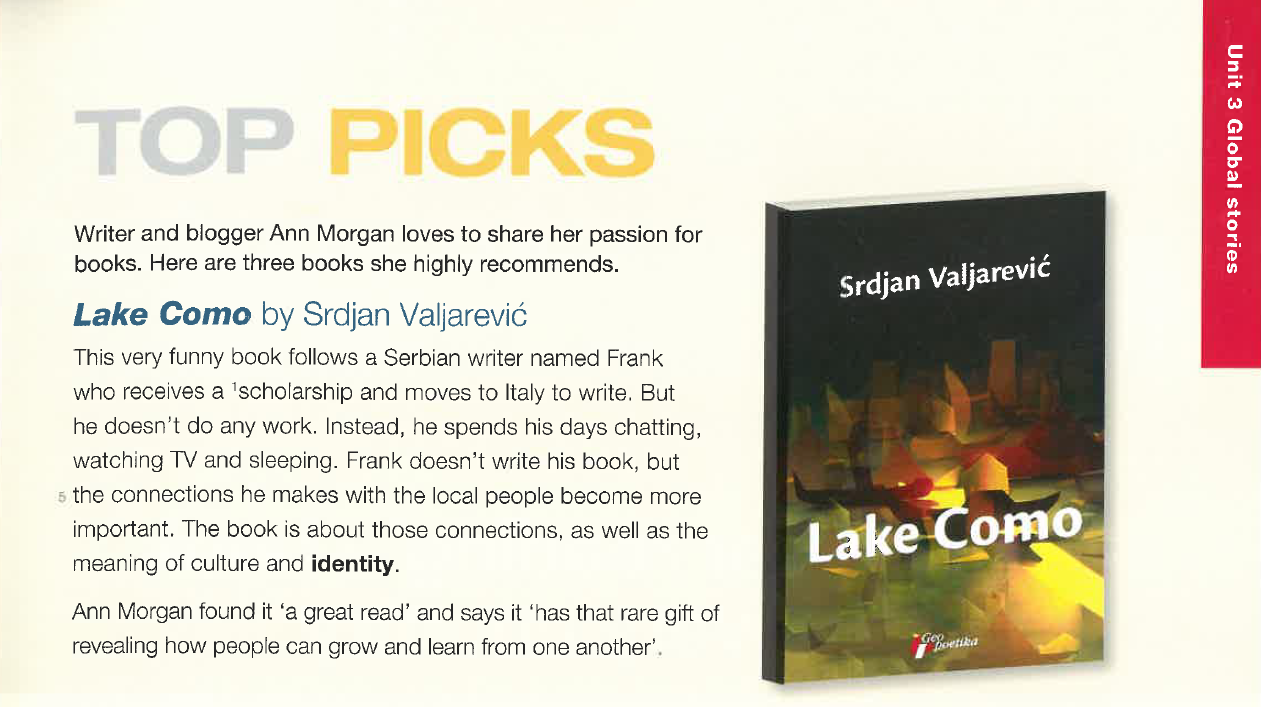 Unit 3 Global stories
TOP PICKS
Writer and blogger Ann Morgan loves to share her passion for
books. Here are three books she highly recommends.
Lake Como by Srdjan Valjarević
This very funny book follows a Serbian writer named Frank
who receives a ¹scholarship and moves to Italy to write. But
he doesn't do any work. Instead, he spends his days chatting,
watching TV and sleeping. Frank doesn't write his book, but
5 the connections he makes with the local people become more
important. The book is about those connections, as well as the
meaning of culture and identity.
Ann Morgan found it 'a great read' and says it 'has that rare gift of
revealing how people can grow and learn from one another'.
Srdjan Valjarević
Lake Como
Geo
poetika